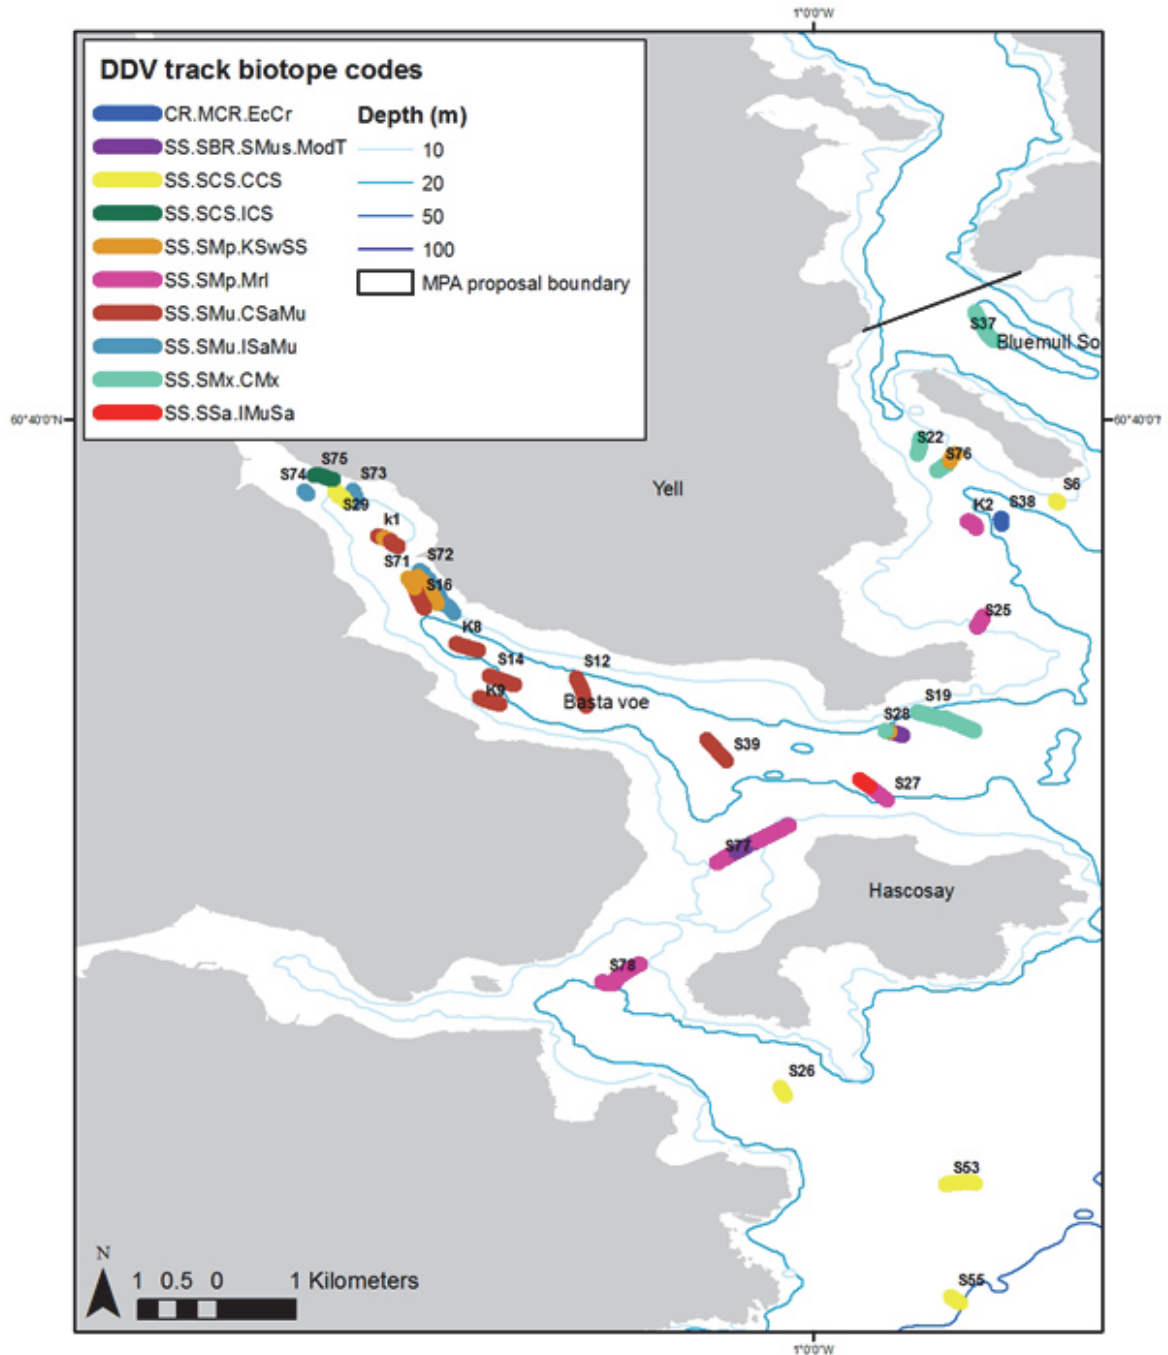 1°0'0"W
DDV track biotope codes
CR.MCR.EcCr
SS.SBR.SMus.ModT
SS.SCS.CCS
SS.SCS.ICS
SS.SMp.KSwSS
SS.SMp.Mrl
SS.SMu.CSaMu
SS.SMu.ISaMu
SS.SMx.CMx
SS.SSa.IMuSa
Depth (m)
10
20
50
100
MPA proposal boundary
S37
Bluemull So
60°40'0"N
60°40'0"N
S22
S76
S75
S74
S73
S29
Yell
S6
K2
S38
k1
S72
S71
S16
S25
K8
S14
S12
K9
Basta voe
S19
S28
S39
S27
S77
Hascosay
S78
S26
S53
S55
N
1 0.5 0 1 Kilometers
1°0'0"W